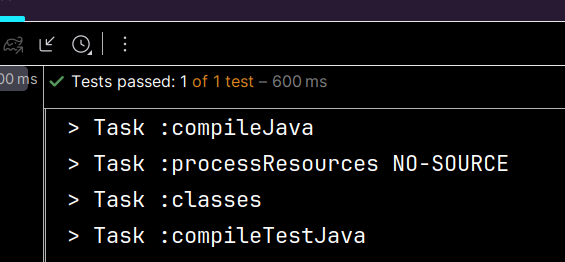 00 ms
Tests passed: 1 of 1 test – 600 ms
> Task :compileJava
> Task :processResources NO-SOURCE
> Task :classes
> Task :compileTestJava